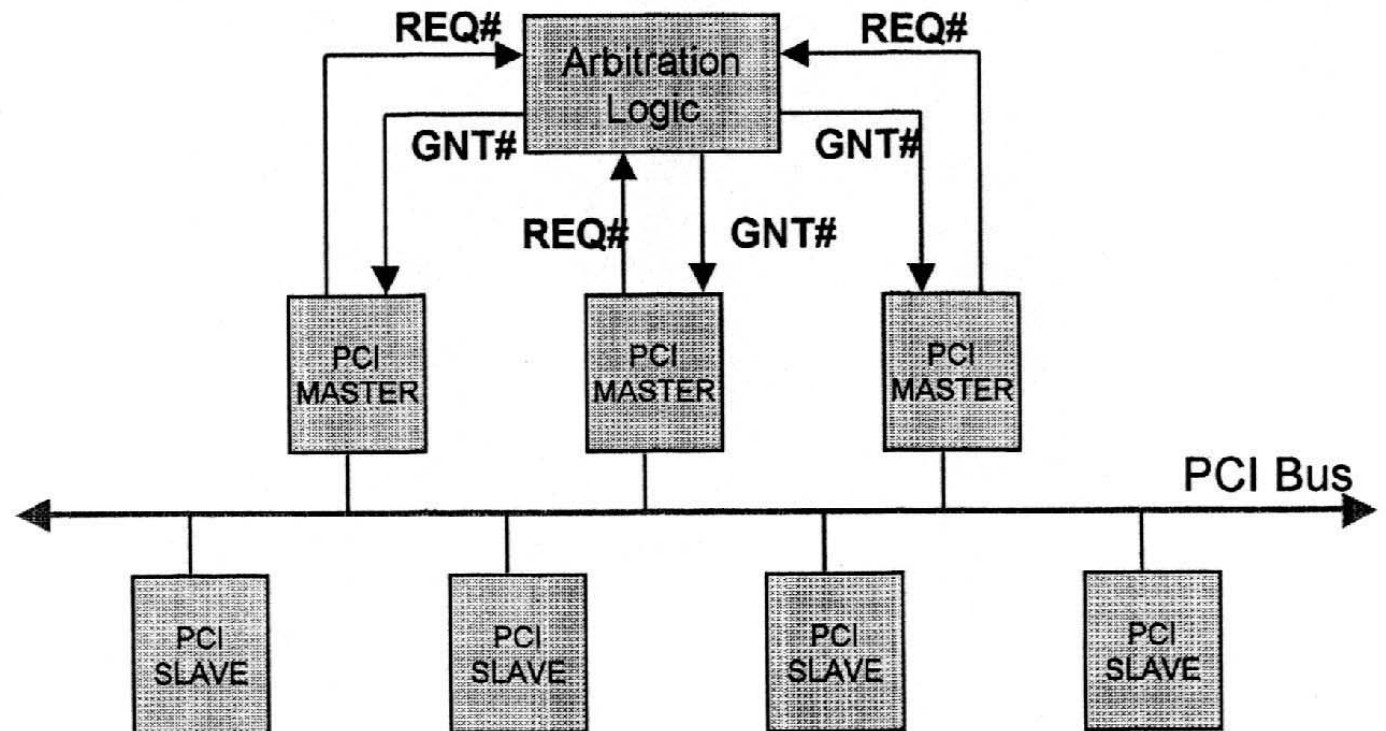 REQ#
REQ#
Arbitration
Logic
GNT#
GNT#
REQ#
GNT#
PCI
MASTER
PCI
MASTER
PCI
MASTER
PCI Bus
PCI
SLAVE
PCI
SLAVE
PCI
SLAVE
PCI
SLAVE